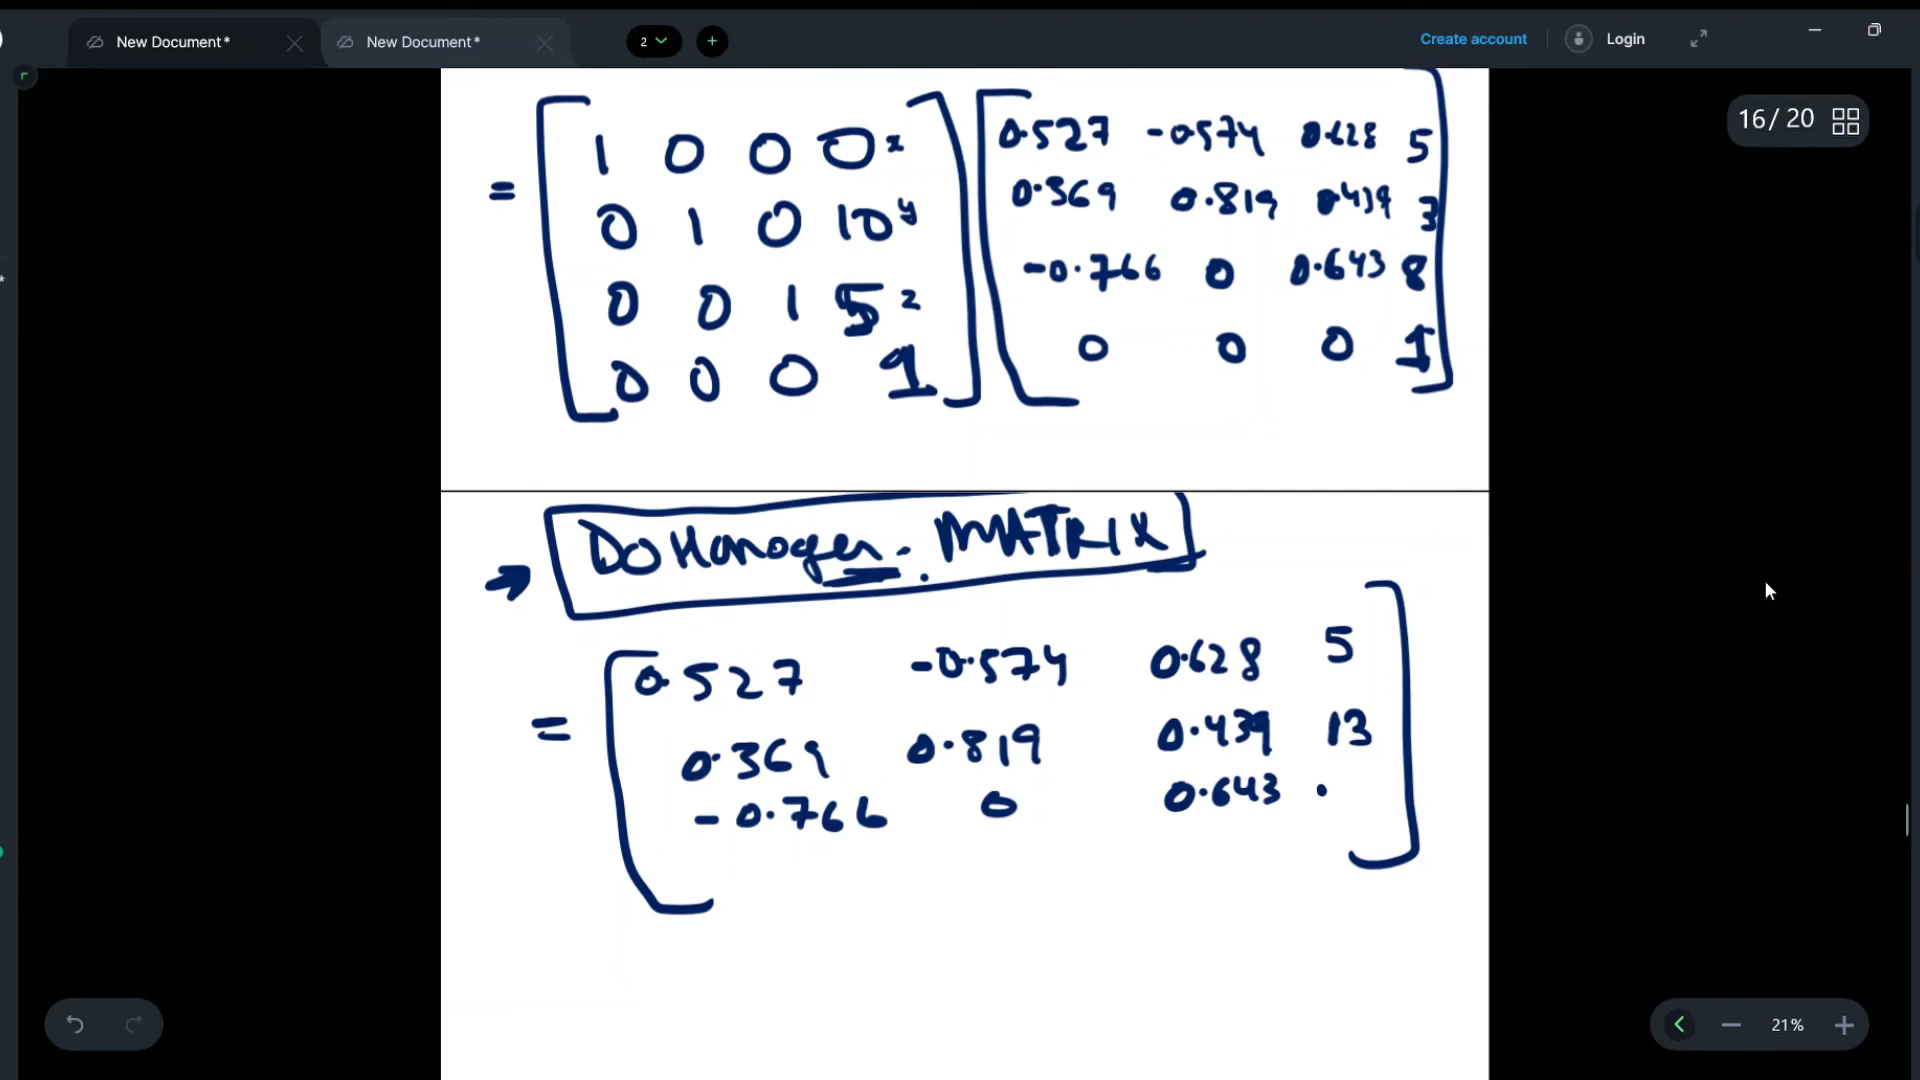 New Document* New Document* 2 + Create account Login
16/ 20
= 1 0 0 0 x 0.527 -0.574 0.628 5
0 1 0 10 y 0.369 0.819 0.439 3
0 0 1 5 z -0.766 0 0.643 8
0 0 0 1 0 0 0 1
→ DO Homogen. MATRIX
= 0.527 -0.574 0.628 5
0.369 0.819 0.439 13
-0.766 0 0.643 .
21%